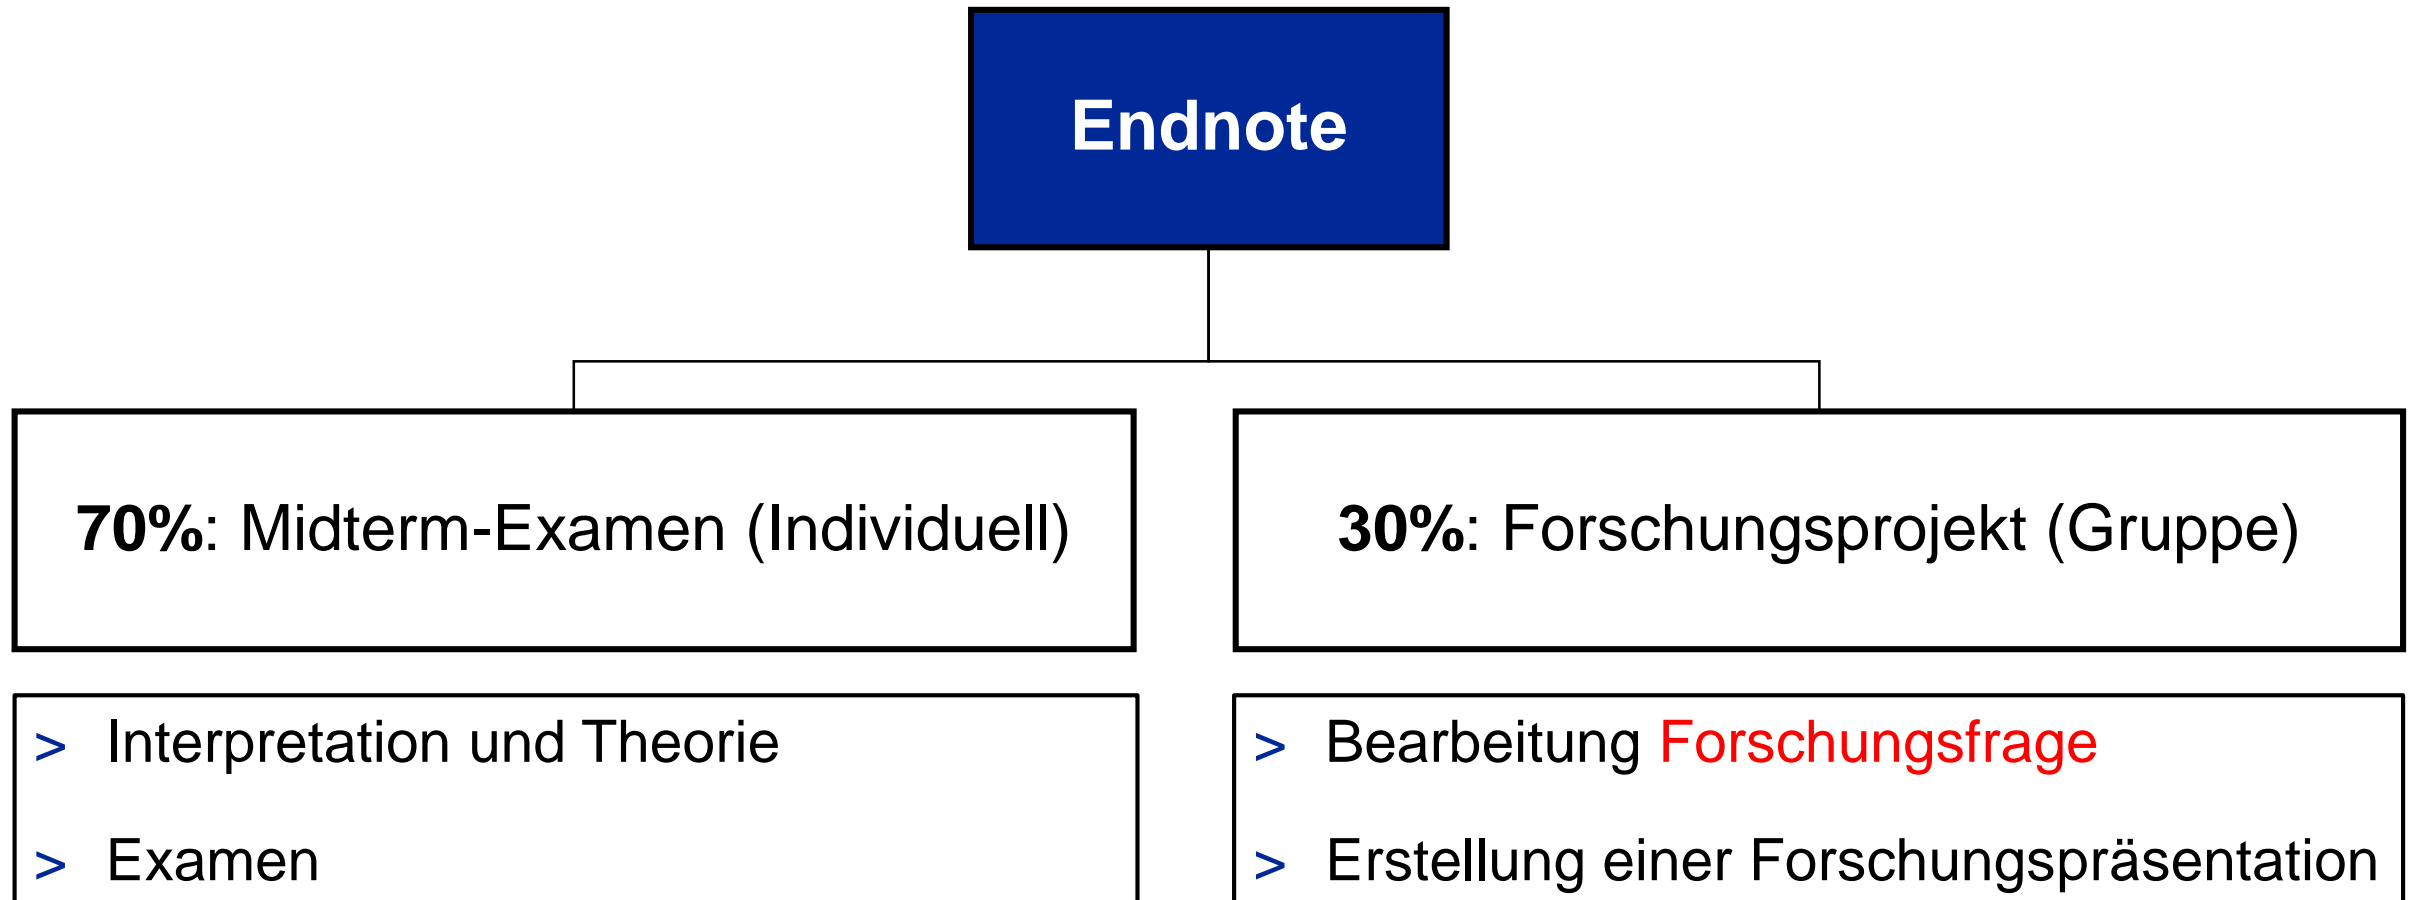 Endnote
70%: Midterm-Examen (Individuell)
30%: Forschungsprojekt (Gruppe)
> Interpretation und Theorie
> Examen
> Bearbeitung Forschungsfrage
> Erstellung einer Forschungspräsentation